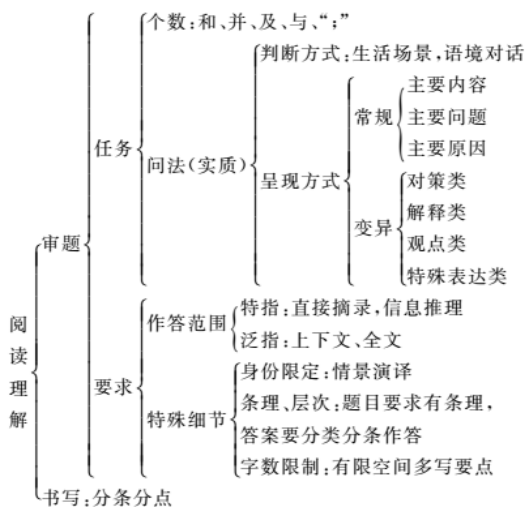 个数:和、并、及、与、“;”
判断方式:生活场景,语境对话
主要内容
常规
主要问题
任务
主要原因
问法(实质)
呈现方式
对策类
解释类
变异
观点类
审题
特殊表达类
特指:直接摘录,信息推理
作答范围
泛指:上下文、全文
阅读理解
要求
身份限定:情景演译
条理、层次:题目要求有条理,
特殊细节
答案要分类分条作答
字数限制:有限空间多写要点
书写:分条分点